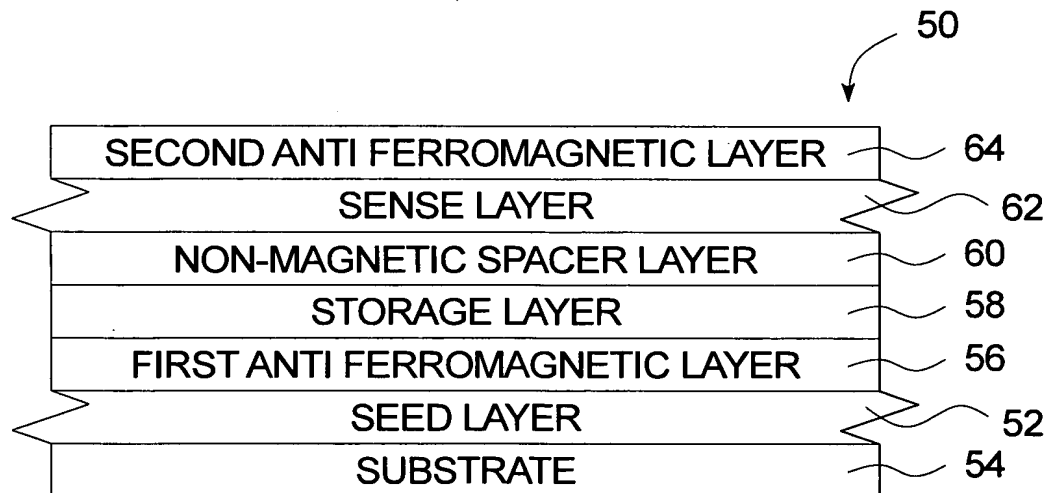 50
SECOND ANTI FERROMAGNETIC LAYER 64
SENSE LAYER 62
NON-MAGNETIC SPACER LAYER 60
STORAGE LAYER 58
FIRST ANTI FERROMAGNETIC LAYER 56
SEED LAYER 52
SUBSTRATE 54